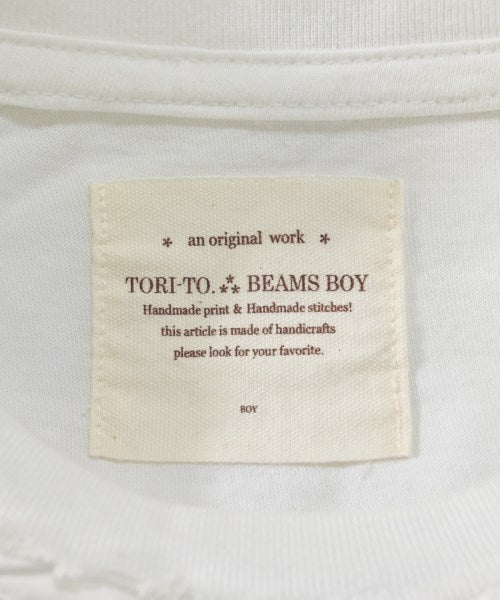 * an original work *
TORI-TO. ⁂ BEAMS BOY
Handmade print & Handmade stitches!
this article is made of handicrafts
please look for your favorite.
BOY